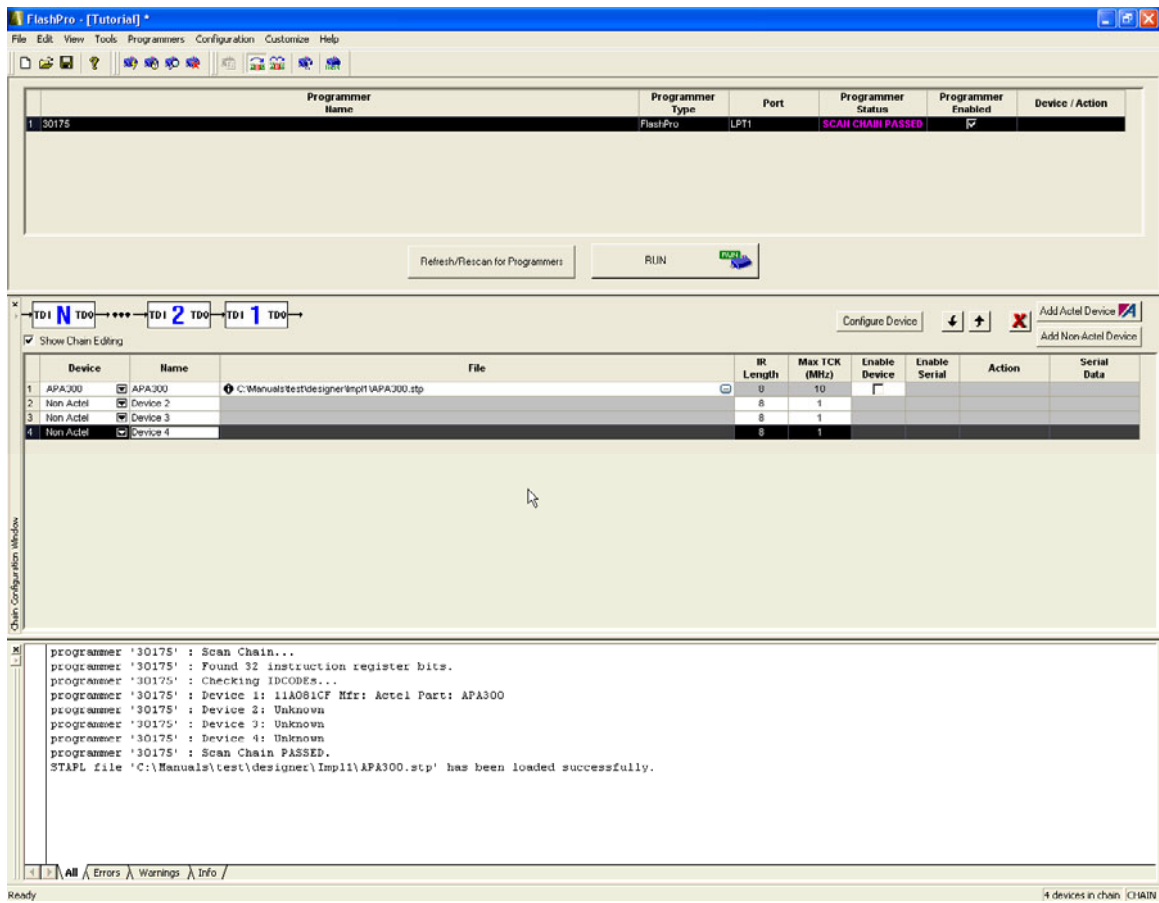 FlashPro - [Tutorial] *
File Edit View Tools Programmers Configuration Customize Help
Programmer Name Programmer Type Port Programmer Status Programmer Enabled Device / Action
1 30175 FlashPro LPT1 SCAN CHAIN PASSED
Refresh/Rescan for Programmers RUN RUN
TDI N TDO TDI 2 TDO TDI 1 TDO
Configure Device Add Actel Device
Show Chain Editing Add Non-Actel Device
Device Name File IR Length Max TCK (MHz) Enable Device Enable Serial Action Serial Data
1 APA300 APA300 C:\Manuals\test\designer\Impl1\APA300.stp 8 10
2 Non Actel Device 2 8 1
3 Non Actel Device 3 8 1
4 Non Actel Device 4 8 1
Chain Configuration Window
programmer '30175' : Scan Chain...
programmer '30175' : Found 32 instruction register bits.
programmer '30175' : Checking IDCODEs...
programmer '30175' : Device 1: 11A081CF Mfr: Actel Part: APA300
programmer '30175' : Device 2: Unknown
programmer '30175' : Device 3: Unknown
programmer '30175' : Device 4: Unknown
programmer '30175' : Scan Chain PASSED.
STAPL file 'C:\Manuals\test\designer\Impl1\APA300.stp' has been loaded successfully.
All Errors Warnings Info
Ready 4 devices in chain CHAIN